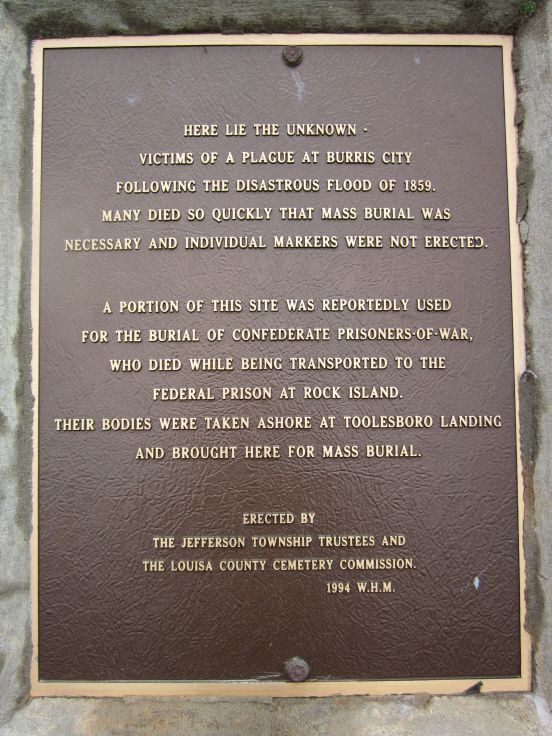 HERE LIE THE UNKNOWN -
VICTIMS OF A PLAGUE AT BURRIS CITY
FOLLOWING THE DISASTROUS FLOOD OF 1859.
MANY DIED SO QUICKLY THAT MASS BURIAL WAS
NECESSARY AND INDIVIDUAL MARKERS WERE NOT ERECTED.
A PORTION OF THIS SITE WAS REPORTEDLY USED
FOR THE BURIAL OF CONFEDERATE PRISONERS-OF-WAR,
WHO DIED WHILE BEING TRANSPORTED TO THE
FEDERAL PRISON AT ROCK ISLAND.
THEIR BODIES WERE TAKEN ASHORE AT TOOLESBORO LANDING
AND BROUGHT HERE FOR MASS BURIAL.
ERECTED BY
THE JEFFERSON TOWNSHIP TRUSTEES AND
THE LOUISA COUNTY CEMETERY COMMISSION.
1994 W.H.M.